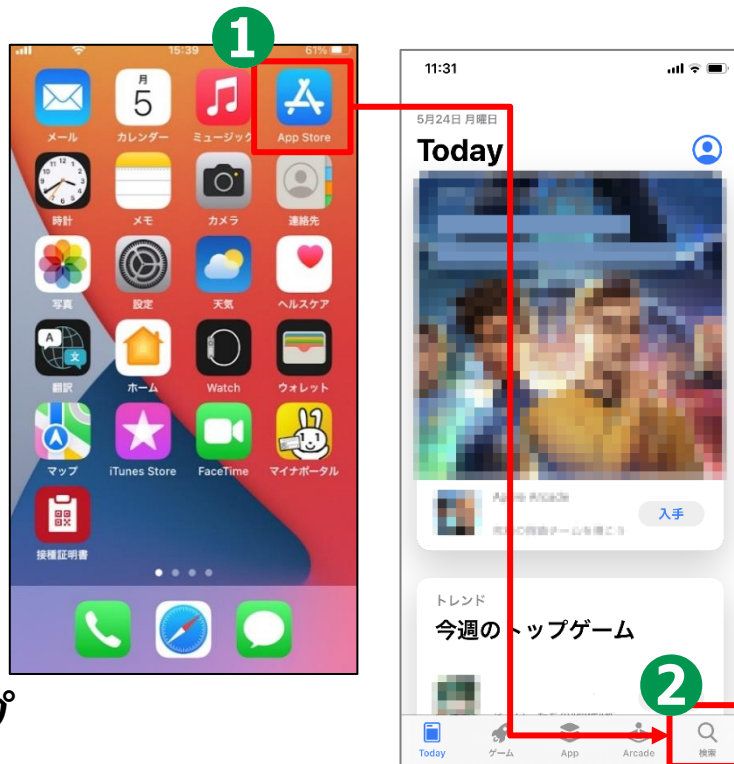 1
15:39
61%
月
5
メール
カレンダー
ミュージック
App Store
時計
メモ
カメラ
連絡先
写真
設定
天気
ヘルスケア
翻訳
ホーム
Watch
ウォレット
マップ
iTunes Store
FaceTime
マイナポータル
接種証明書
プ
11:31
5月24日 月曜日
Today
Apple Arcade
入手
トレンド
今週のトップゲーム
2
Today
ゲーム
App
Arcade
検索